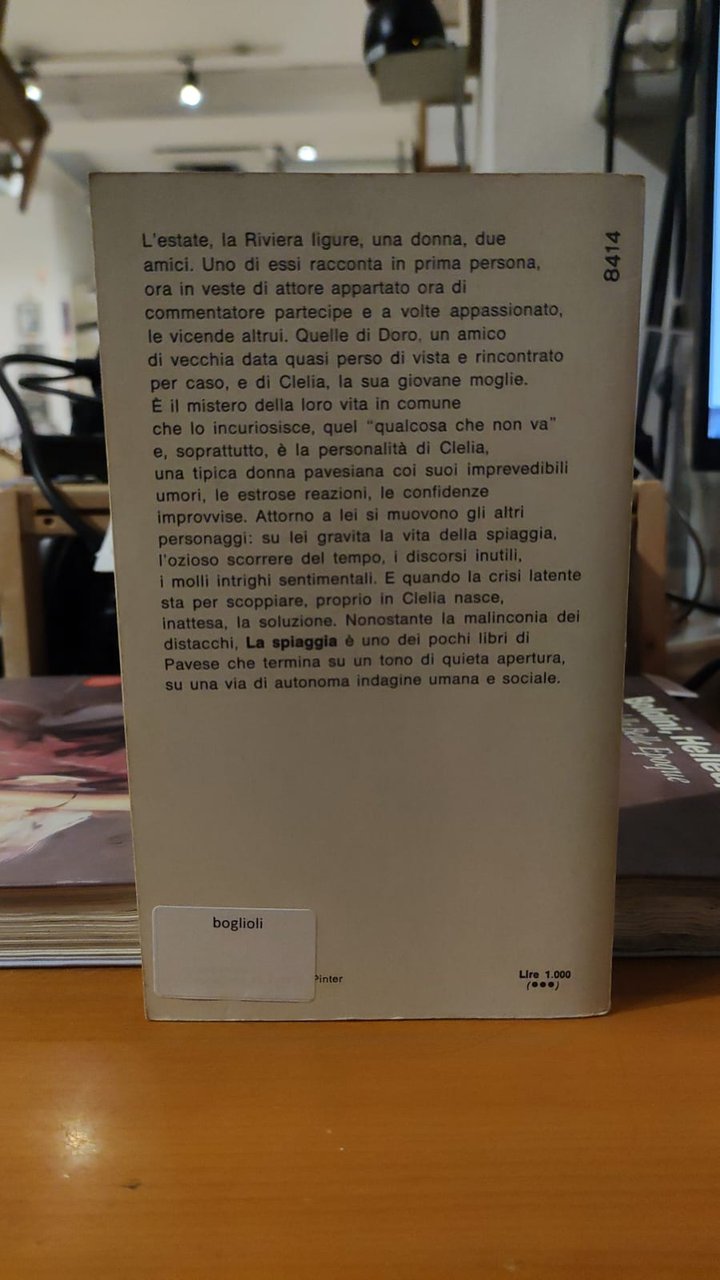 L'estate, la Riviera ligure, una donna, due
amici. Uno di essi racconta in prima persona,
ora in veste di attore appartato ora di
commentatore partecipe e a volte appassionato,
le vicende altrui. Quelle di Doro, un amico
di vecchia data quasi perso di vista e rincontrato
per caso, e di Clelia, la sua giovane moglie.
È il mistero della loro vita in comune
che lo incuriosisce, quel "qualcosa che non va"
e, soprattutto, è la personalità di Clelia,
una tipica donna pavesiana coi suoi imprevedibili
umori, le estrose reazioni, le confidenze
improvvise. Attorno a lei si muovono gli altri
personaggi: su lei gravita la vita della spiaggia,
l'ozioso scorrere del tempo, i discorsi inutili,
i molli intrighi sentimentali. E quando la crisi latente
sta per scoppiare, proprio in Clelia nasce,
inattesa, la soluzione. Nonostante la malinconia dei
distacchi, La spiaggia è uno dei pochi libri di
Pavese che termina su un tono di quieta apertura,
su una via di autonoma indagine umana e sociale.
8414
boglioli
Pinter
Lire 1.000
(●●●)
Boldini, Helleu,
Belle Epoque